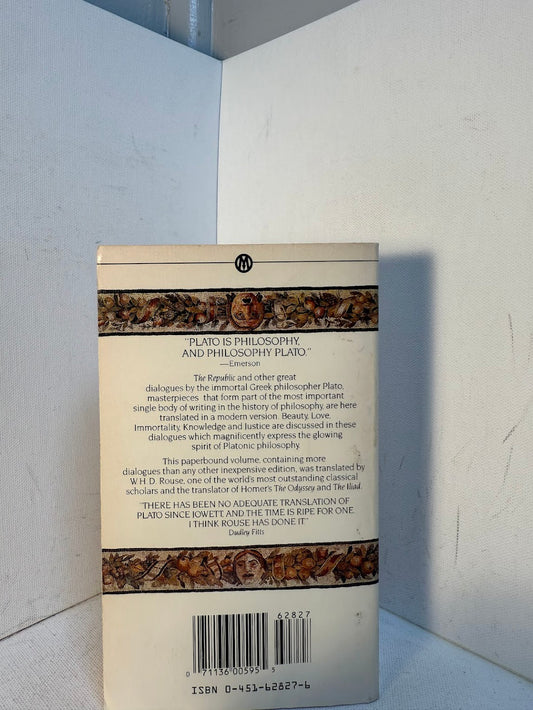 M
"PLATO IS PHILOSOPHY,
AND PHILOSOPHY PLATO."
—Emerson
The Republic and other great
dialogues by the immortal Greek philosopher Plato,
masterpieces that form part of the most important
single body of writing in the history of philosophy, are here
translated in a modern version. Beauty, Love,
Immortality, Knowledge and Justice are discussed in these
dialogues which magnificently express the glowing
spirit of Platonic philosophy.
This paperbound volume, containing more
dialogues than any other inexpensive edition, was translated by
W.H.D. Rouse, one of the world's most outstanding classical
scholars and the translator of Homer's The Odyssey and The Iliad.
"THERE HAS BEEN NO ADEQUATE TRANSLATION OF
PLATO SINCE JOWETT, AND THE TIME IS RIPE FOR ONE.
I THINK ROUSE HAS DONE IT."
Dudley Fitts
62827
0 71136 00595 5
ISBN 0-451-62827-6